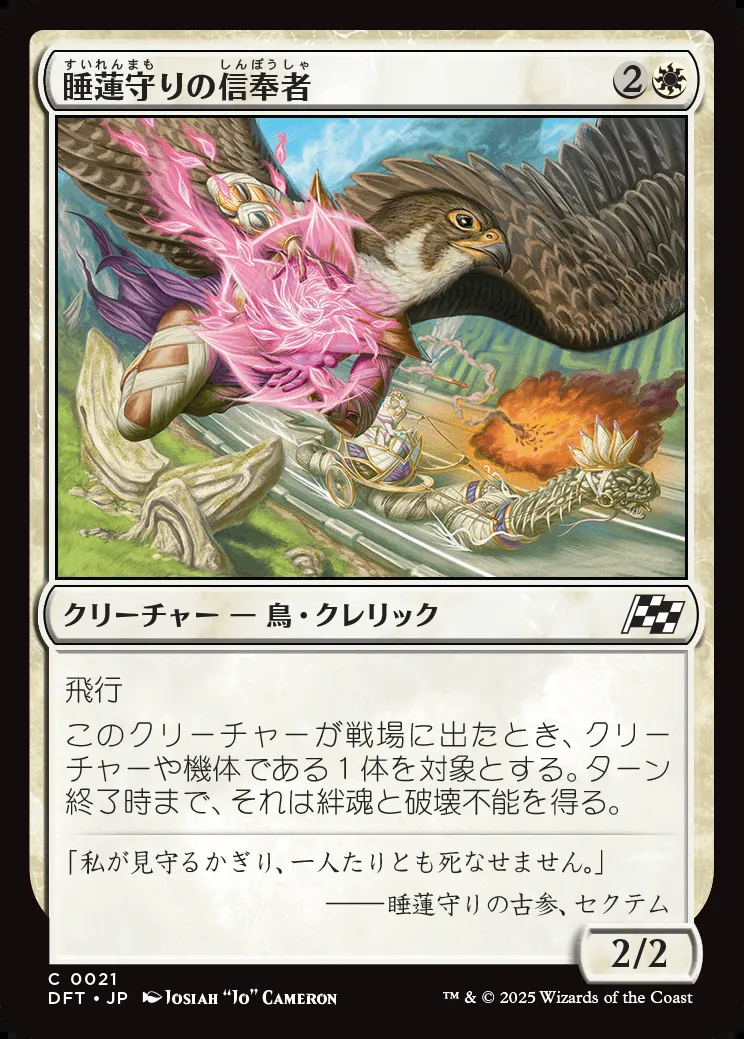 すいれんまも しんぽうしゃ
睡蓮守りの信奉者 2
クリーチャー — 鳥・クレリック
飛行
このクリーチャーが戦場に出たとき、クリー
チャーや機体である１体を対象とする。ターン
終了時まで、それは絆魂と破壊不能を得る。
「私が見守るかぎり、一人たりとも死なせません。」
——睡蓮守りの古参、セクテム
2/2
C 0021
DFT • JP Josiah “Jo” Cameron
™ & © 2025 Wizards of the Coast